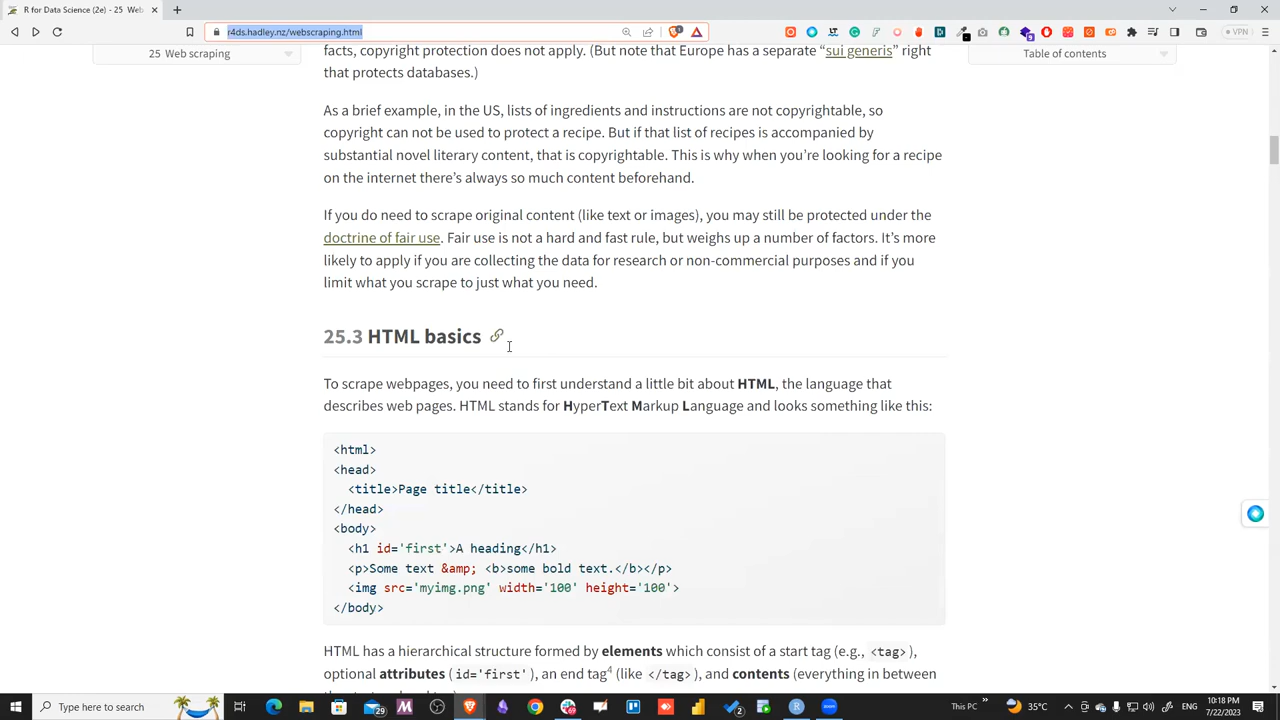 R for Data Science (2e) - 25 Web
r4ds.hadley.nz/webscraping.html
VPN
25 Web scraping
Table of contents
facts, copyright protection does not apply. (But note that Europe has a separate “sui generis” right
that protects databases.)
As a brief example, in the US, lists of ingredients and instructions are not copyrightable, so
copyright can not be used to protect a recipe. But if that list of recipes is accompanied by
substantial novel literary content, that is copyrightable. This is why when you’re looking for a recipe
on the internet there’s always so much content beforehand.
If you do need to scrape original content (like text or images), you may still be protected under the
doctrine of fair use. Fair use is not a hard and fast rule, but weighs up a number of factors. It’s more
likely to apply if you are collecting the data for research or non-commercial purposes and if you
limit what you scrape to just what you need.
25.3 HTML basics
To scrape webpages, you need to first understand a little bit about HTML, the language that
describes web pages. HTML stands for HyperText Markup Language and looks something like this:
<html>
<head>
  <title>Page title</title>
</head>
<body>
  <h1 id='first'>A heading</h1>
  <p>Some text &amp; <b>some bold text.</b></p>
  <img src='myimg.png' width='100' height='100'>
</body>
HTML has a hierarchical structure formed by elements which consist of a start tag (e.g., <tag>),
optional attributes (id='first'), an end tag4 (like </tag>), and contents (everything in between
Type here to search
29
2
This PC
35°C
10:18 PM
7/22/2023